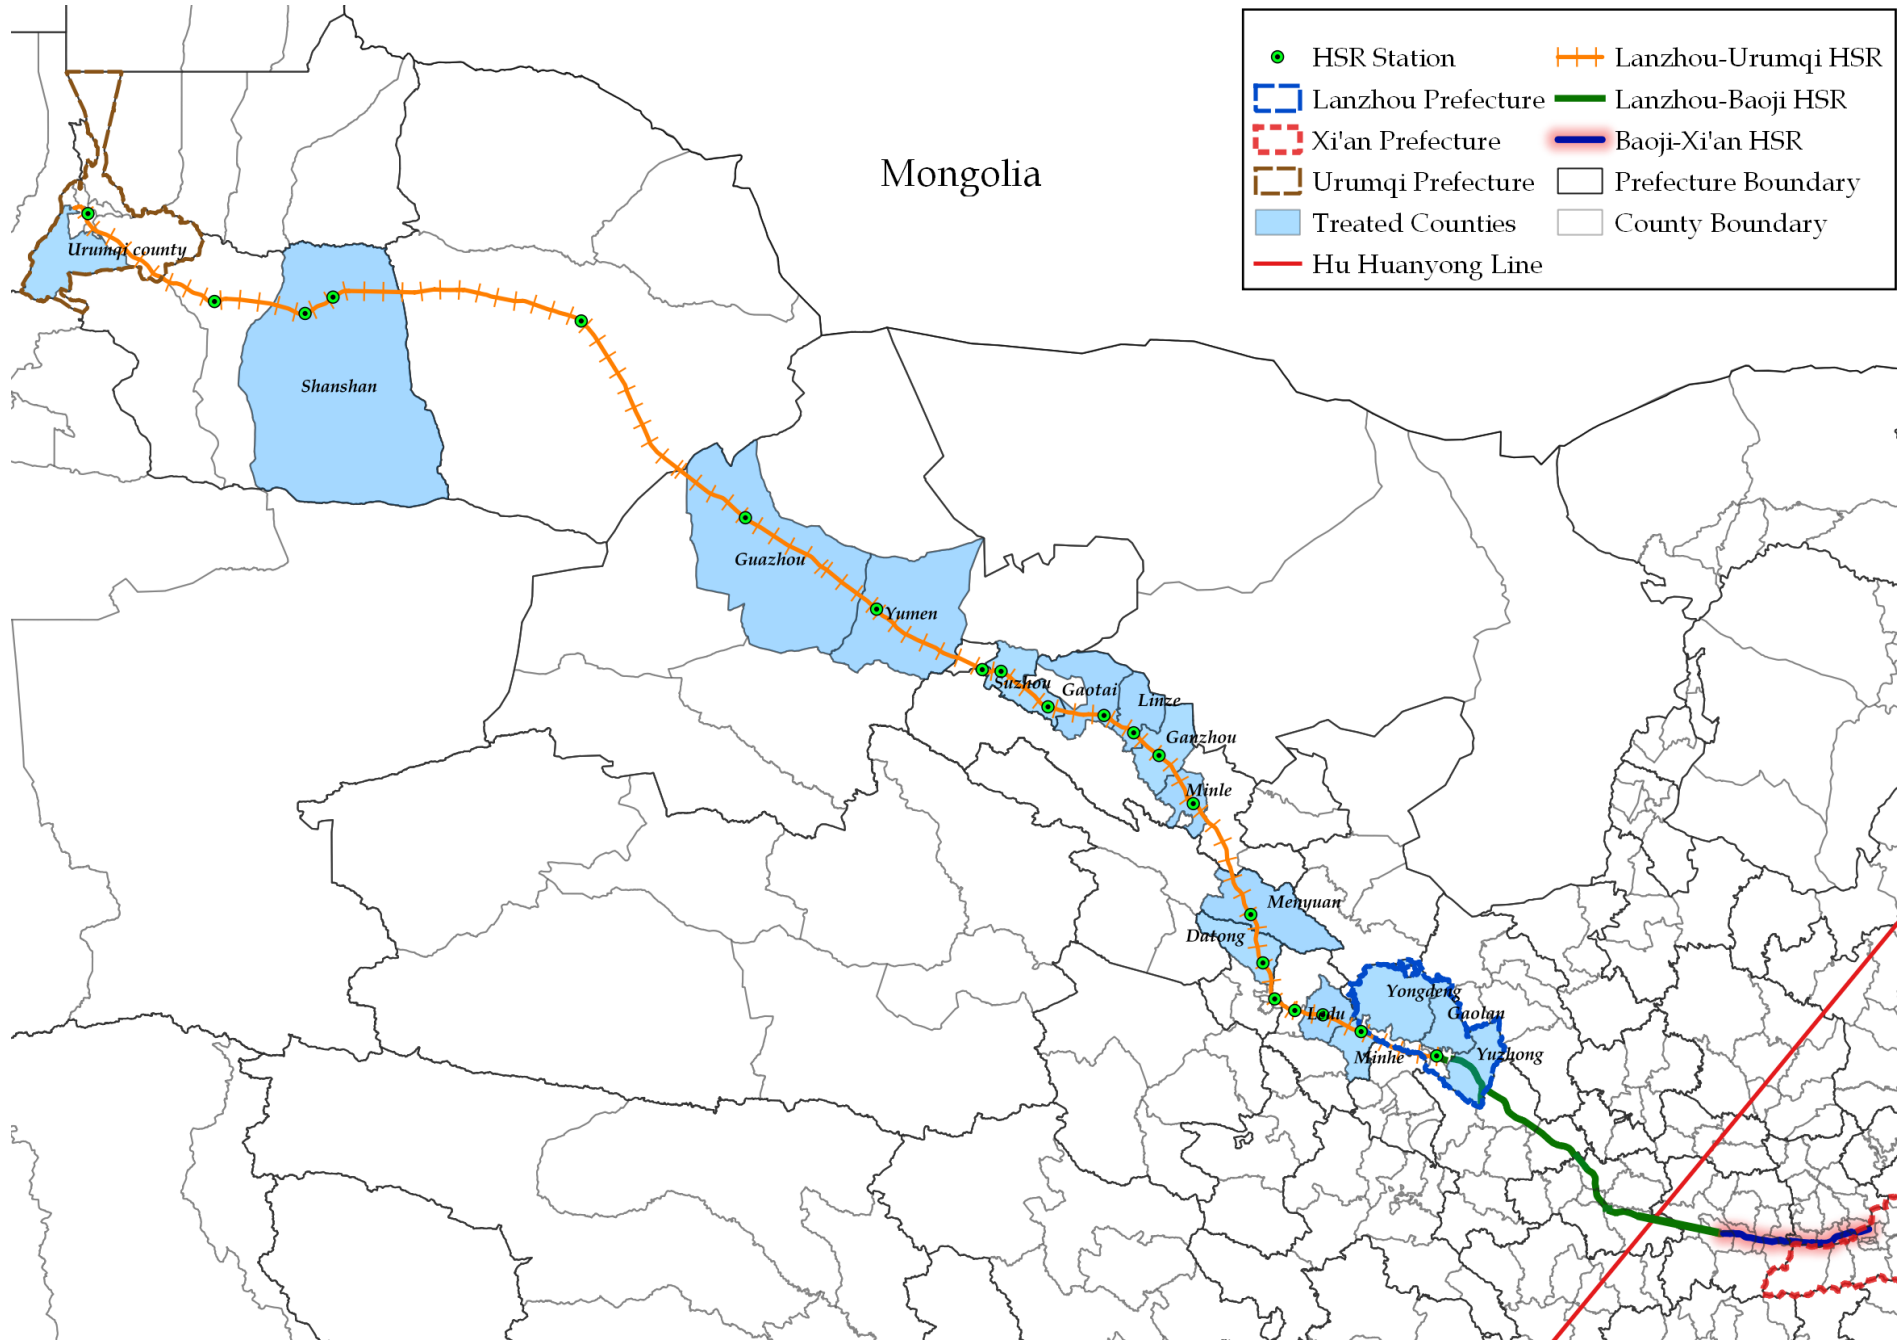 HSR Station
Lanzhou-Urumqi HSR
Lanzhou Prefecture
Lanzhou-Baoji HSR
Xi'an Prefecture
Baoji-Xi'an HSR
Urumqi Prefecture
Prefecture Boundary
Treated Counties
County Boundary
Hu Huanyong Line
Mongolia
Urumqi county
Shanshan
Guazhou
Yumen
Suzhou
Gaotai
Linze
Ganzhou
Minle
Menyuan
Datong
Yongdeng
Ledu
Gaolan
Minhe
Yuzhong